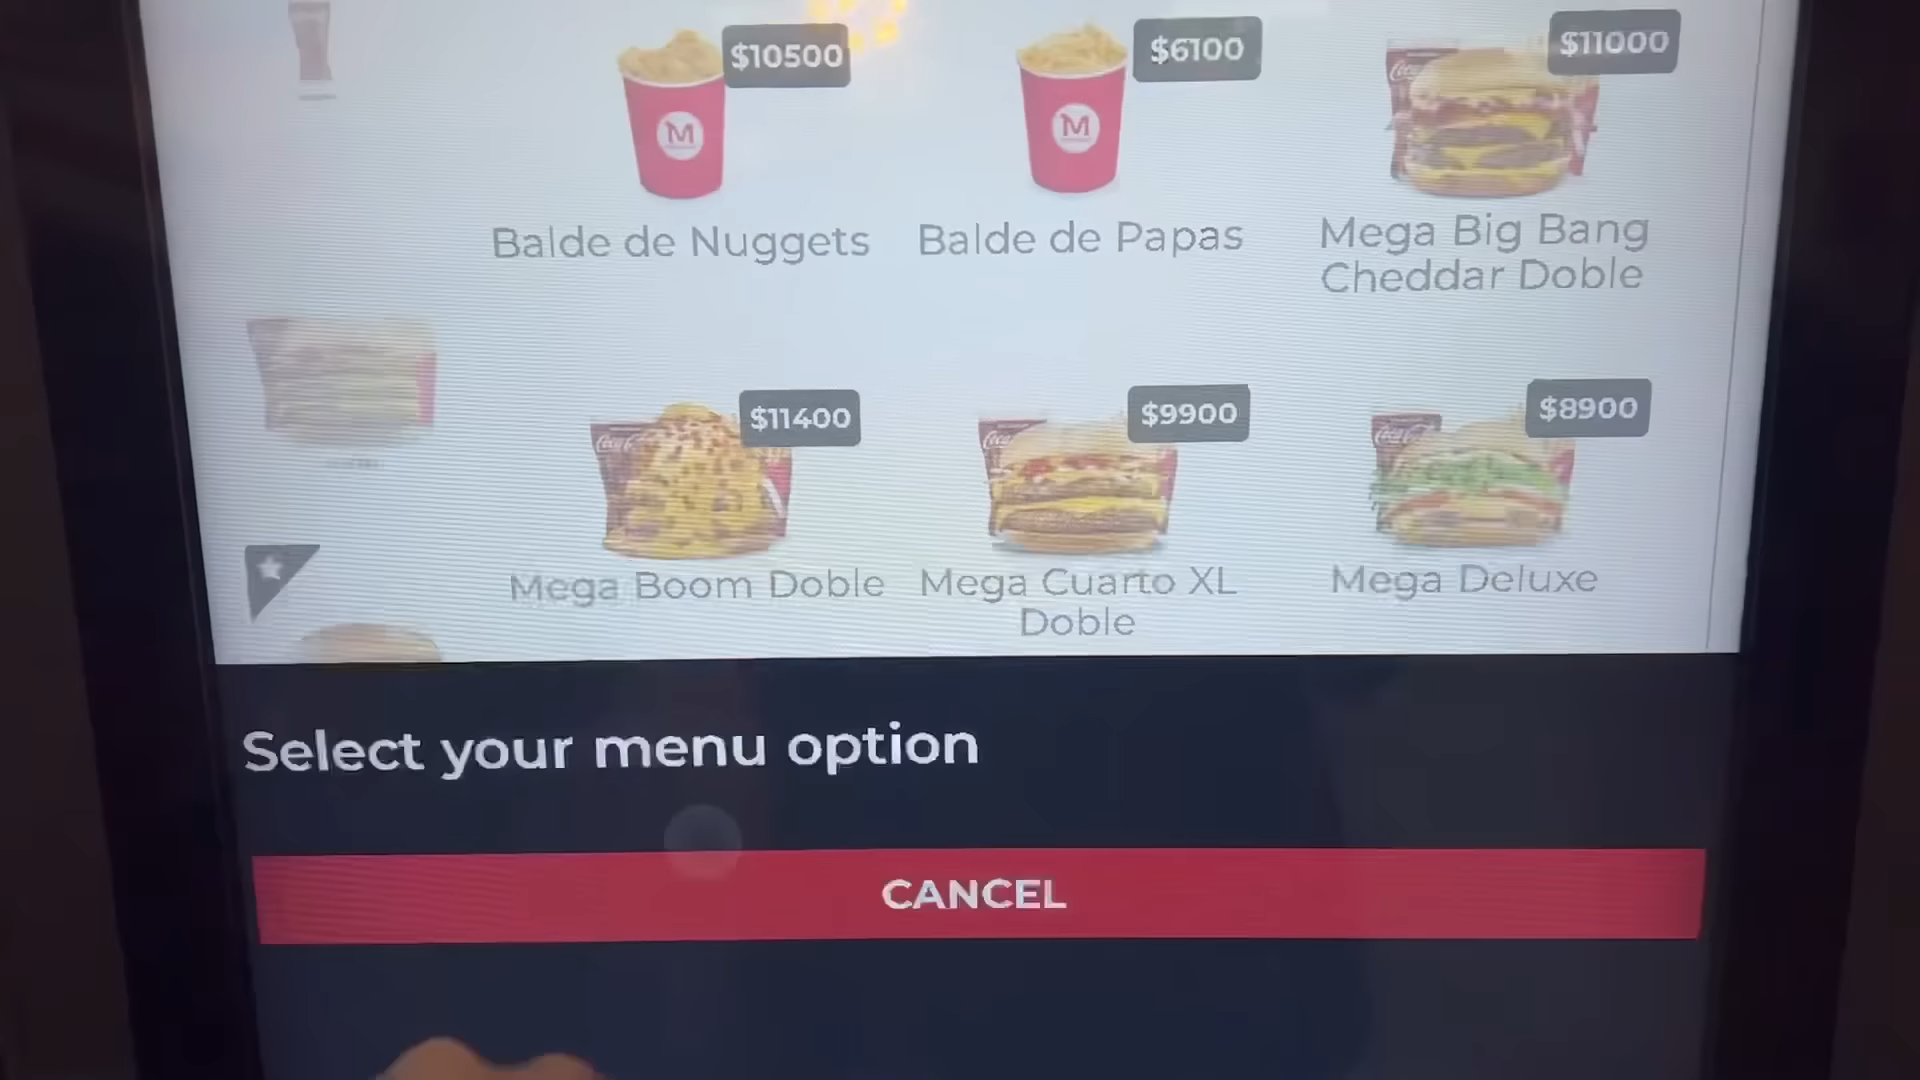 $10500
$6100
$11000
M
M
Balde de Nuggets
Balde de Papas
Mega Big Bang
Cheddar Doble
$11400
$9900
$8900
Mega Boom Doble
Mega Cuarto XL
Doble
Mega Deluxe
Select your menu option
CANCEL